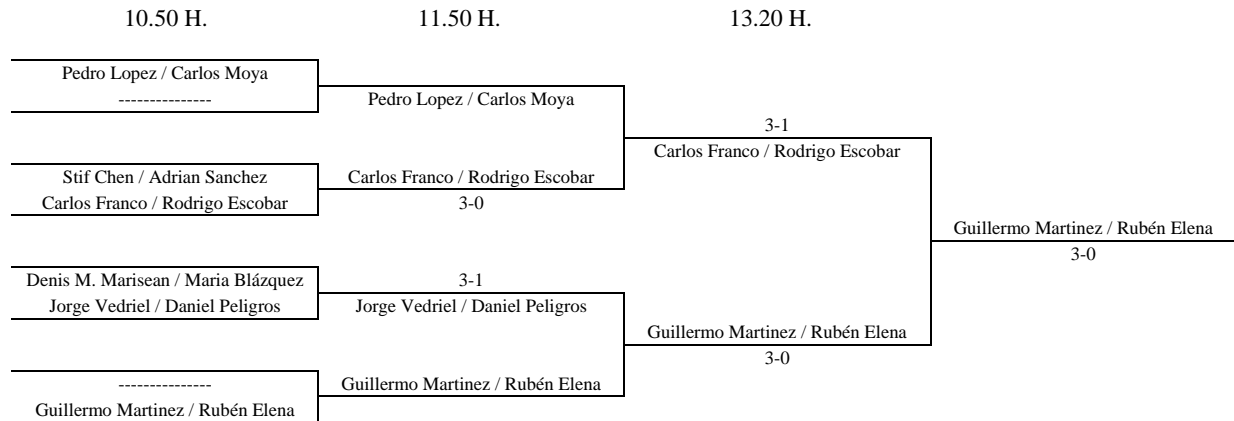 10.50 H.
11.50 H.
13.20 H.
Pedro Lopez / Carlos Moya
---------------
Pedro Lopez / Carlos Moya
3-1
Carlos Franco / Rodrigo Escobar
Stif Chen / Adrian Sanchez
Carlos Franco / Rodrigo Escobar
Carlos Franco / Rodrigo Escobar
3-0
Guillermo Martinez / Rubén Elena
3-0
Denis M. Marisean / Maria Blázquez
Jorge Vedriel / Daniel Peligros
3-1
Jorge Vedriel / Daniel Peligros
Guillermo Martinez / Rubén Elena
3-0
---------------
Guillermo Martinez / Rubén Elena
Guillermo Martinez / Rubén Elena